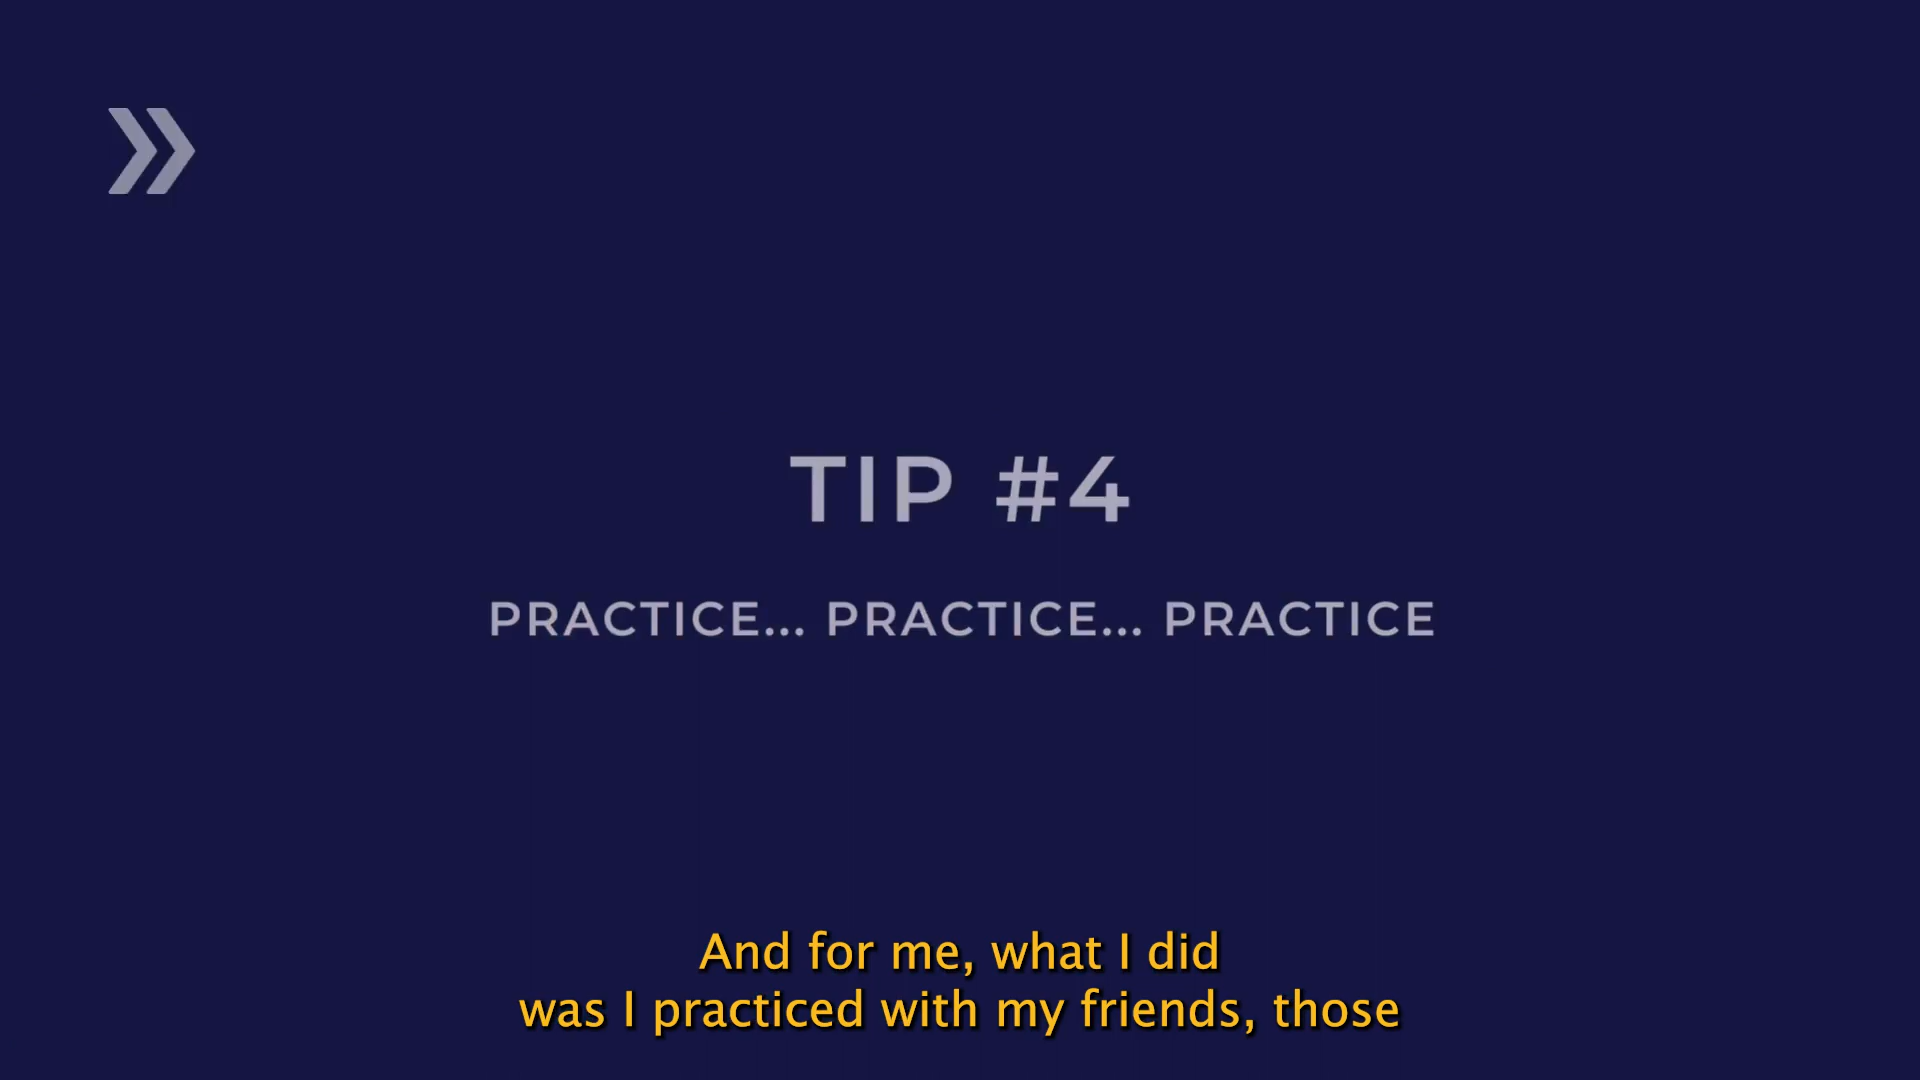 TIP #4
PRACTICE... PRACTICE... PRACTICE
And for me, what I did
was I practiced with my friends, those